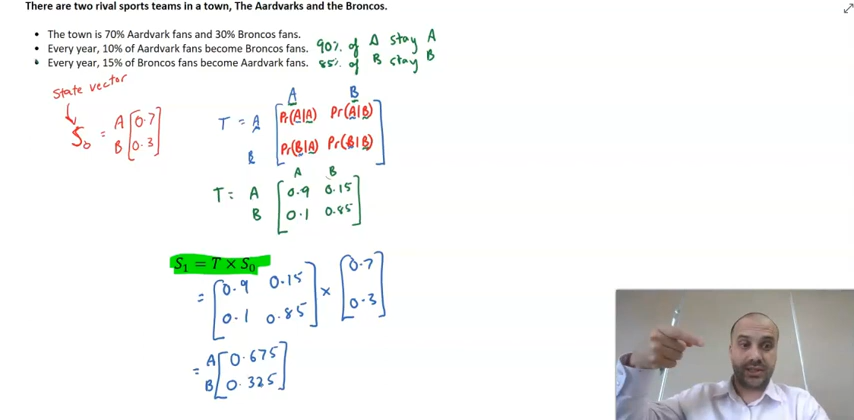 There are two rival sports teams in a town, The Aardvarks and the Broncos.
• The town is 70% Aardvark fans and 30% Broncos fans.
• Every year, 10% of Aardvark fans become Broncos fans. 90% of A stay A
• Every year, 15% of Broncos fans become Aardvark fans. 85% of B stay B
state vector
S₀ = A [0.7
B 0.3]
A B
T = A [Pr(A|A) Pr(A|B)
B Pr(B|A) Pr(B|B)]
A B
T = A [0.9 0.15
B 0.1 0.85]
S₁ = T × S₀
= [0.9 0.15
0.1 0.85] × [0.7
0.3]
= A [0.675
B 0.325]